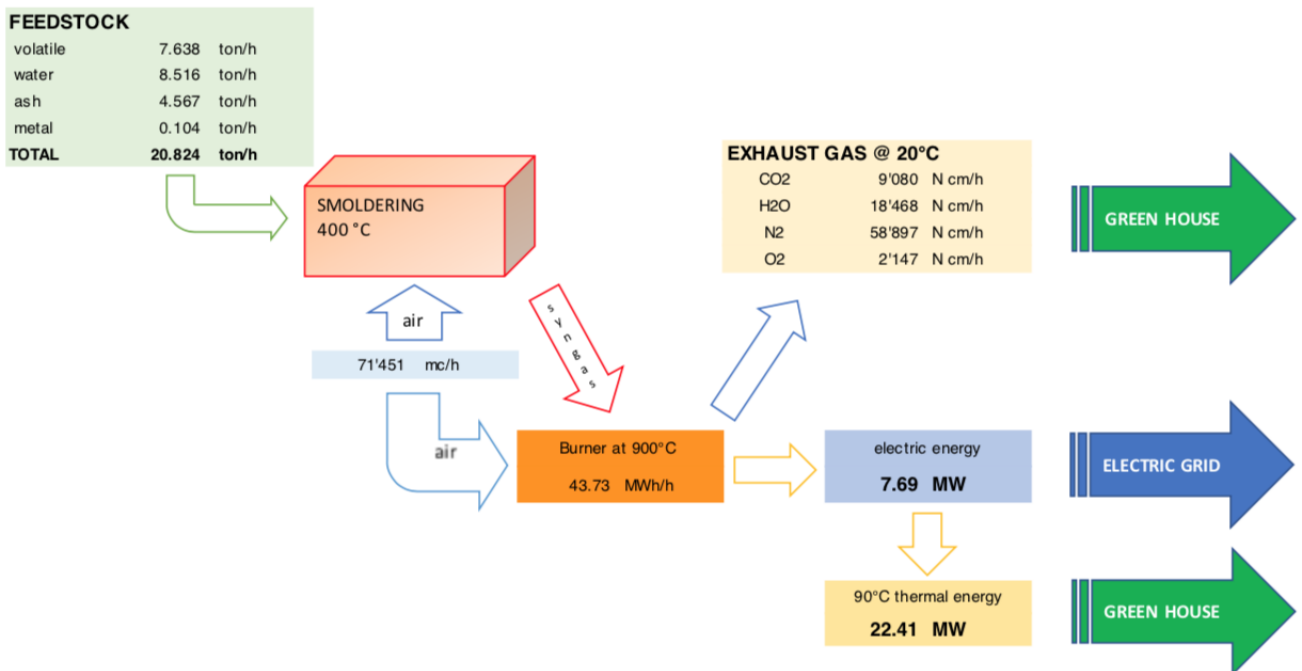 FEEDSTOCK
volatile 7.638 ton/h
water 8.516 ton/h
ash 4.567 ton/h
metal 0.104 ton/h
TOTAL 20.824 ton/h
SMOLDERING
400 °C
EXHAUST GAS @ 20°C
CO2 9'080 N cm/h
H2O 18'468 N cm/h
N2 58'897 N cm/h
O2 2'147 N cm/h
GREEN HOUSE
air
syngas
71'451 mc/h
air
Burner at 900°C
43.73 MWh/h
electric energy
7.69 MW
ELECTRIC GRID
90°C thermal energy
22.41 MW
GREEN HOUSE